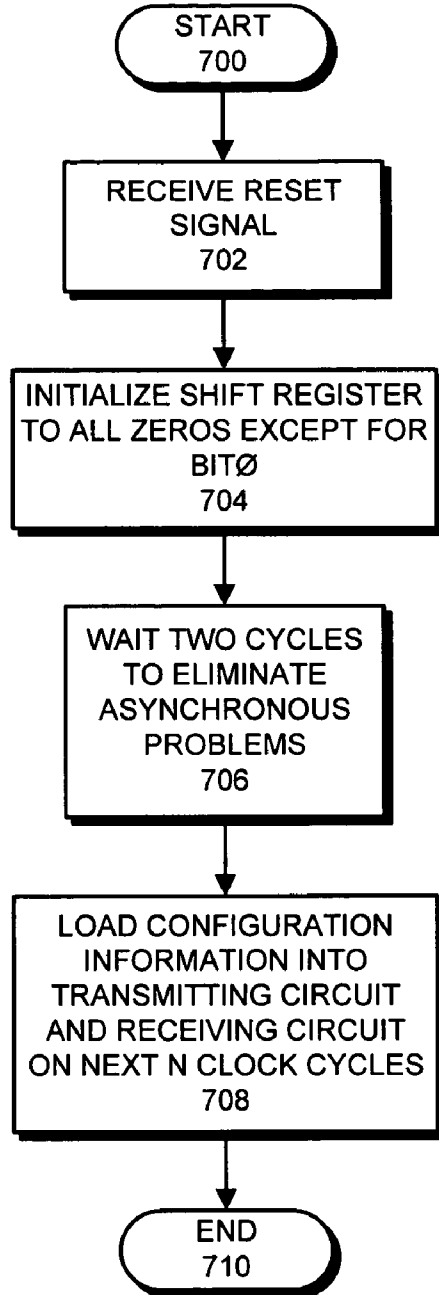 START
700
RECEIVE RESET
SIGNAL
702
INITIALIZE SHIFT REGISTER
TO ALL ZEROS EXCEPT FOR
BITØ
704
WAIT TWO CYCLES
TO ELIMINATE
ASYNCHRONOUS
PROBLEMS
706
LOAD CONFIGURATION
INFORMATION INTO
TRANSMITTING CIRCUIT
AND RECEIVING CIRCUIT
ON NEXT N CLOCK CYCLES
708
END
710